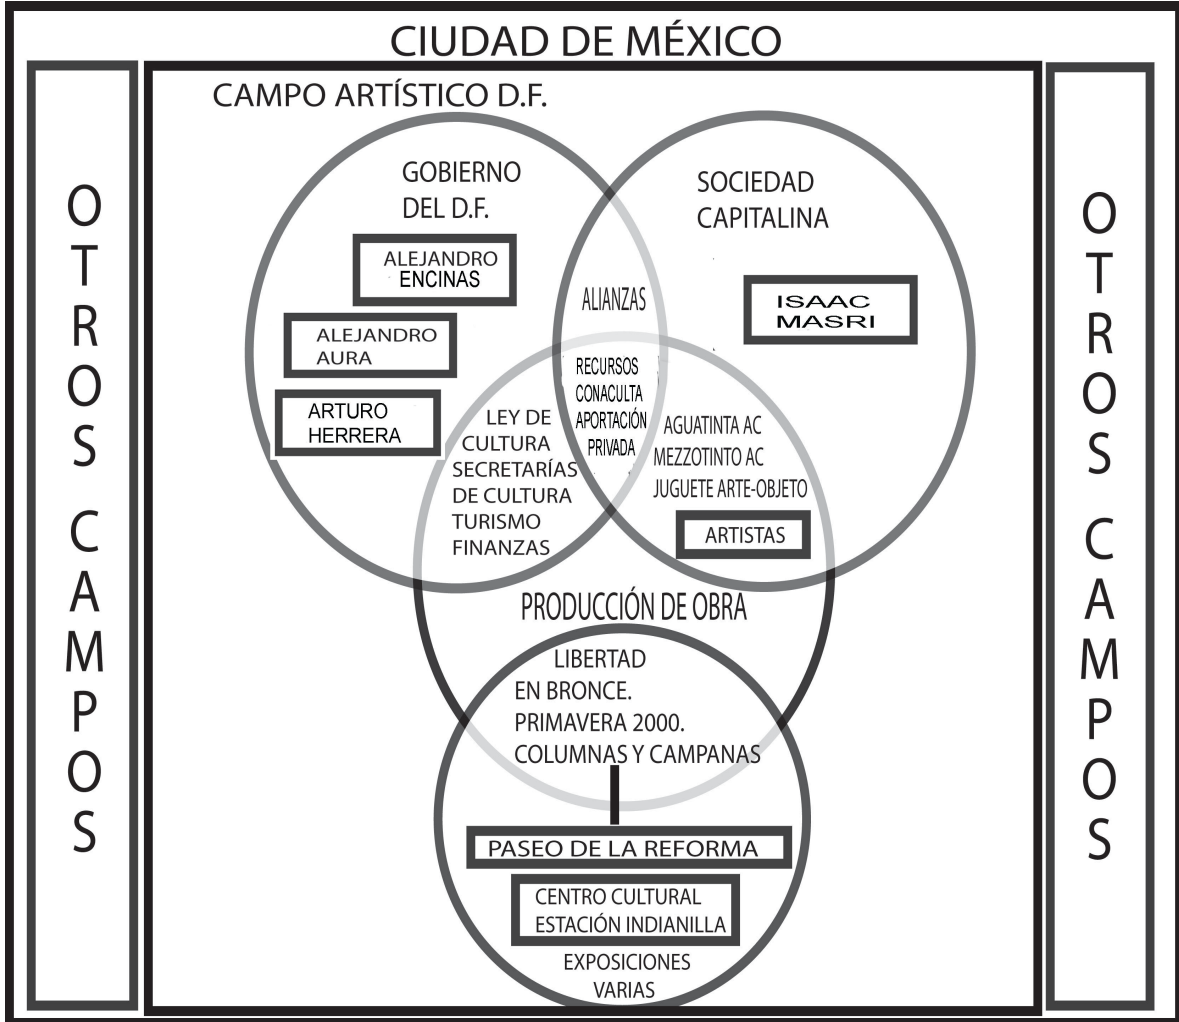 CIUDAD DE MÉXICO
CAMPO ARTÍSTICO D.F.
OTROS CAMPOS
GOBIERNO
DEL D.F.
ALEJANDRO
ENCINAS
ALEJANDRO
AURA
ARTURO
HERRERA
SOCIEDAD
CAPITALINA
ISAAC
MASRI
ALIANZAS
RECURSOS
CONACULTA
APORTACIÓN
PRIVADA
LEY DE
CULTURA
SECRETARÍAS
DE CULTURA
TURISMO
FINANZAS
AGUATINTA AC
MEZZOTINTO AC
JUGUETE ARTE-OBJETO
ARTISTAS
PRODUCCIÓN DE OBRA
LIBERTAD
EN BRONCE.
PRIMAVERA 2000.
COLUMNAS Y CAMPANAS
PASEO DE LA REFORMA
CENTRO CULTURAL
ESTACIÓN INDIANILLA
EXPOSICIONES
VARIAS
OTROS CAMPOS